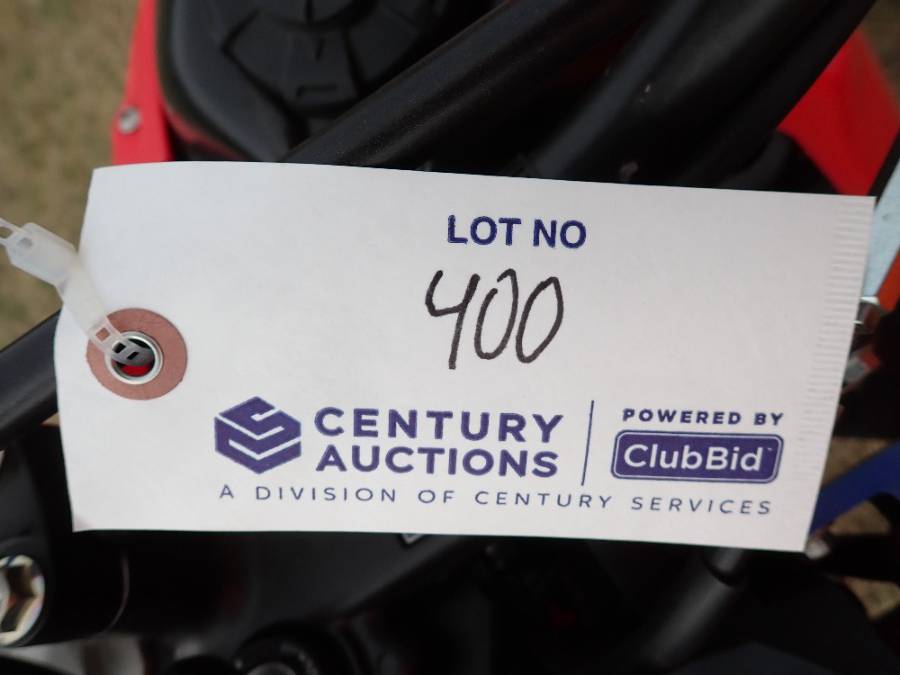 LOT NO
400
CENTURY
AUCTIONS
POWERED BY
ClubBid
A DIVISION OF CENTURY SERVICES